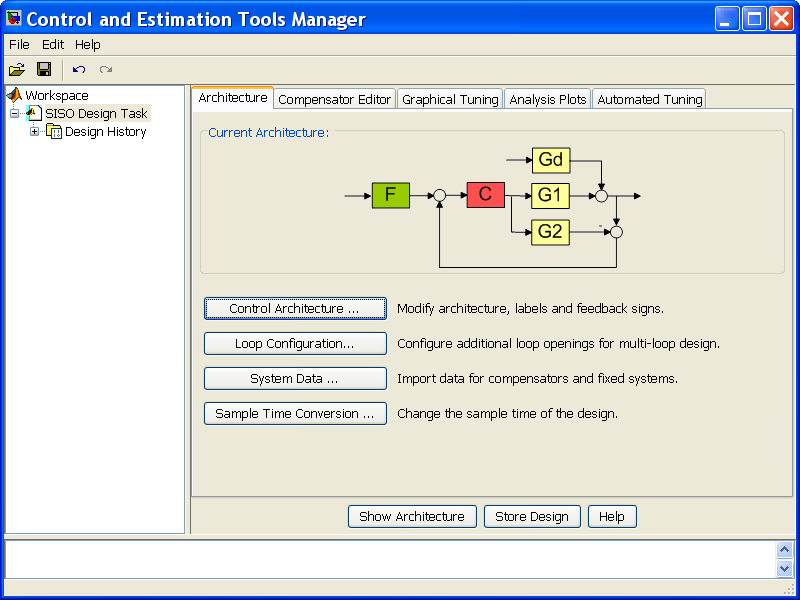 Control and Estimation Tools Manager
File Edit Help
Workspace
SISO Design Task
Design History
Architecture Compensator Editor Graphical Tuning Analysis Plots Automated Tuning
Current Architecture:
Gd
F C G1
G2
-
Control Architecture ... Modify architecture, labels and feedback signs.
Loop Configuration... Configure additional loop openings for multi-loop design.
System Data ... Import data for compensators and fixed systems.
Sample Time Conversion ... Change the sample time of the design.
Show Architecture Store Design Help